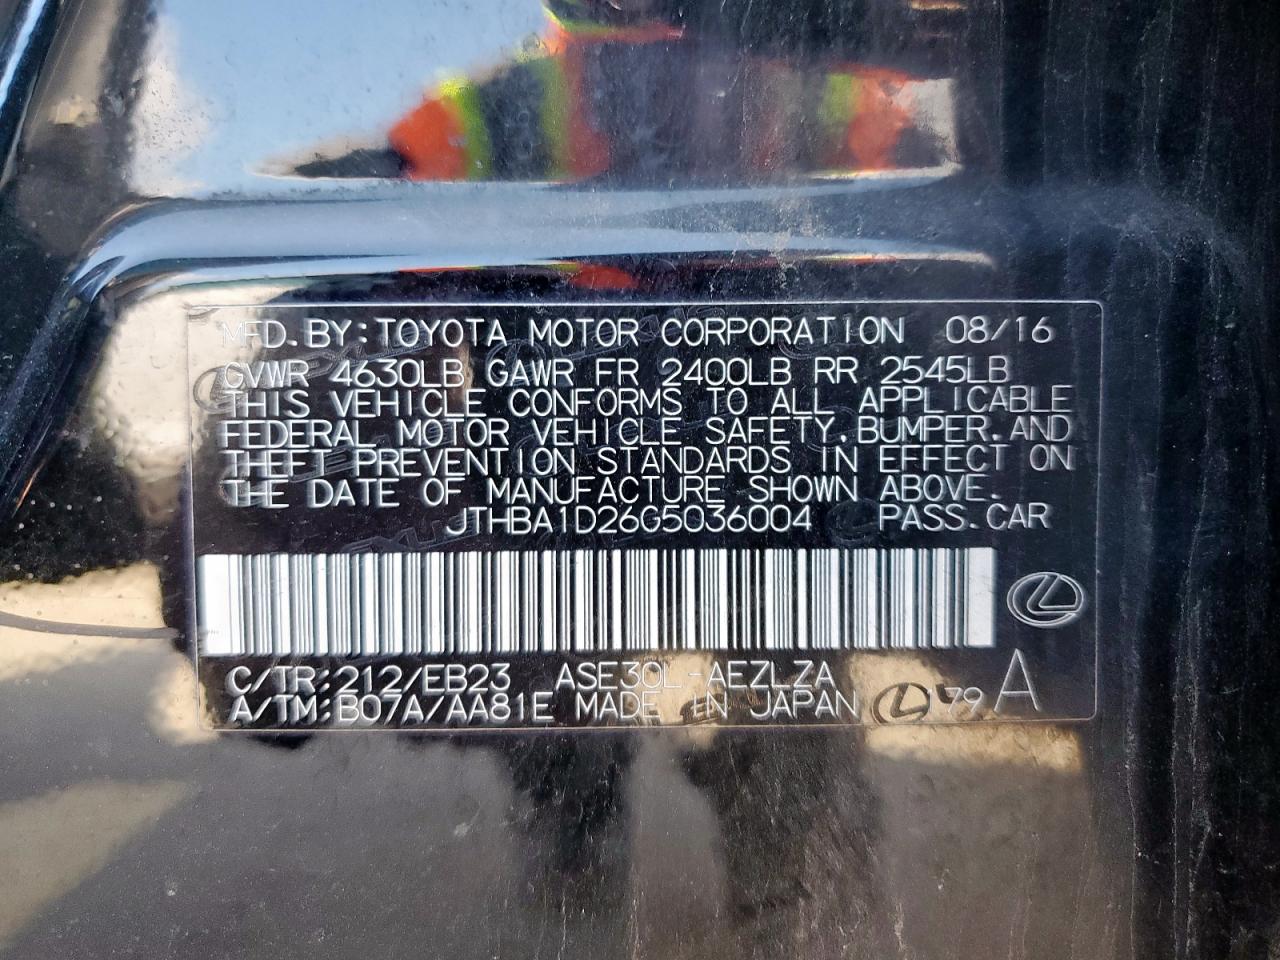 MFD.BY:TOYOTA MOTOR CORPORATION 08/16
GVWR 4630LB GAWR FR 2400LB RR 2545LB
THIS VEHICLE CONFORMS TO ALL APPLICABLE
FEDERAL MOTOR VEHICLE SAFETY,BUMPER,AND
THEFT PREVENTION STANDARDS IN EFFECT ON
THE DATE OF MANUFACTURE SHOWN ABOVE.
JTHBA1D26G5036004 PASS.CAR
C/TR:212/EB23 ASE30L-AEZLZA
A/TM:B07A/AA81E MADE IN JAPAN 179 A